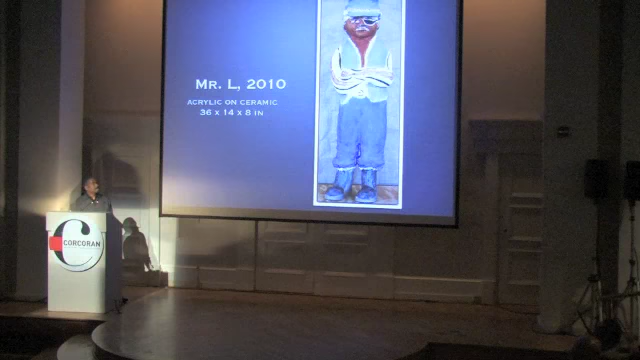 MR. L, 2010
ACRYLIC ON CERAMIC
36 X 14 X 8 IN
C
CORCORAN